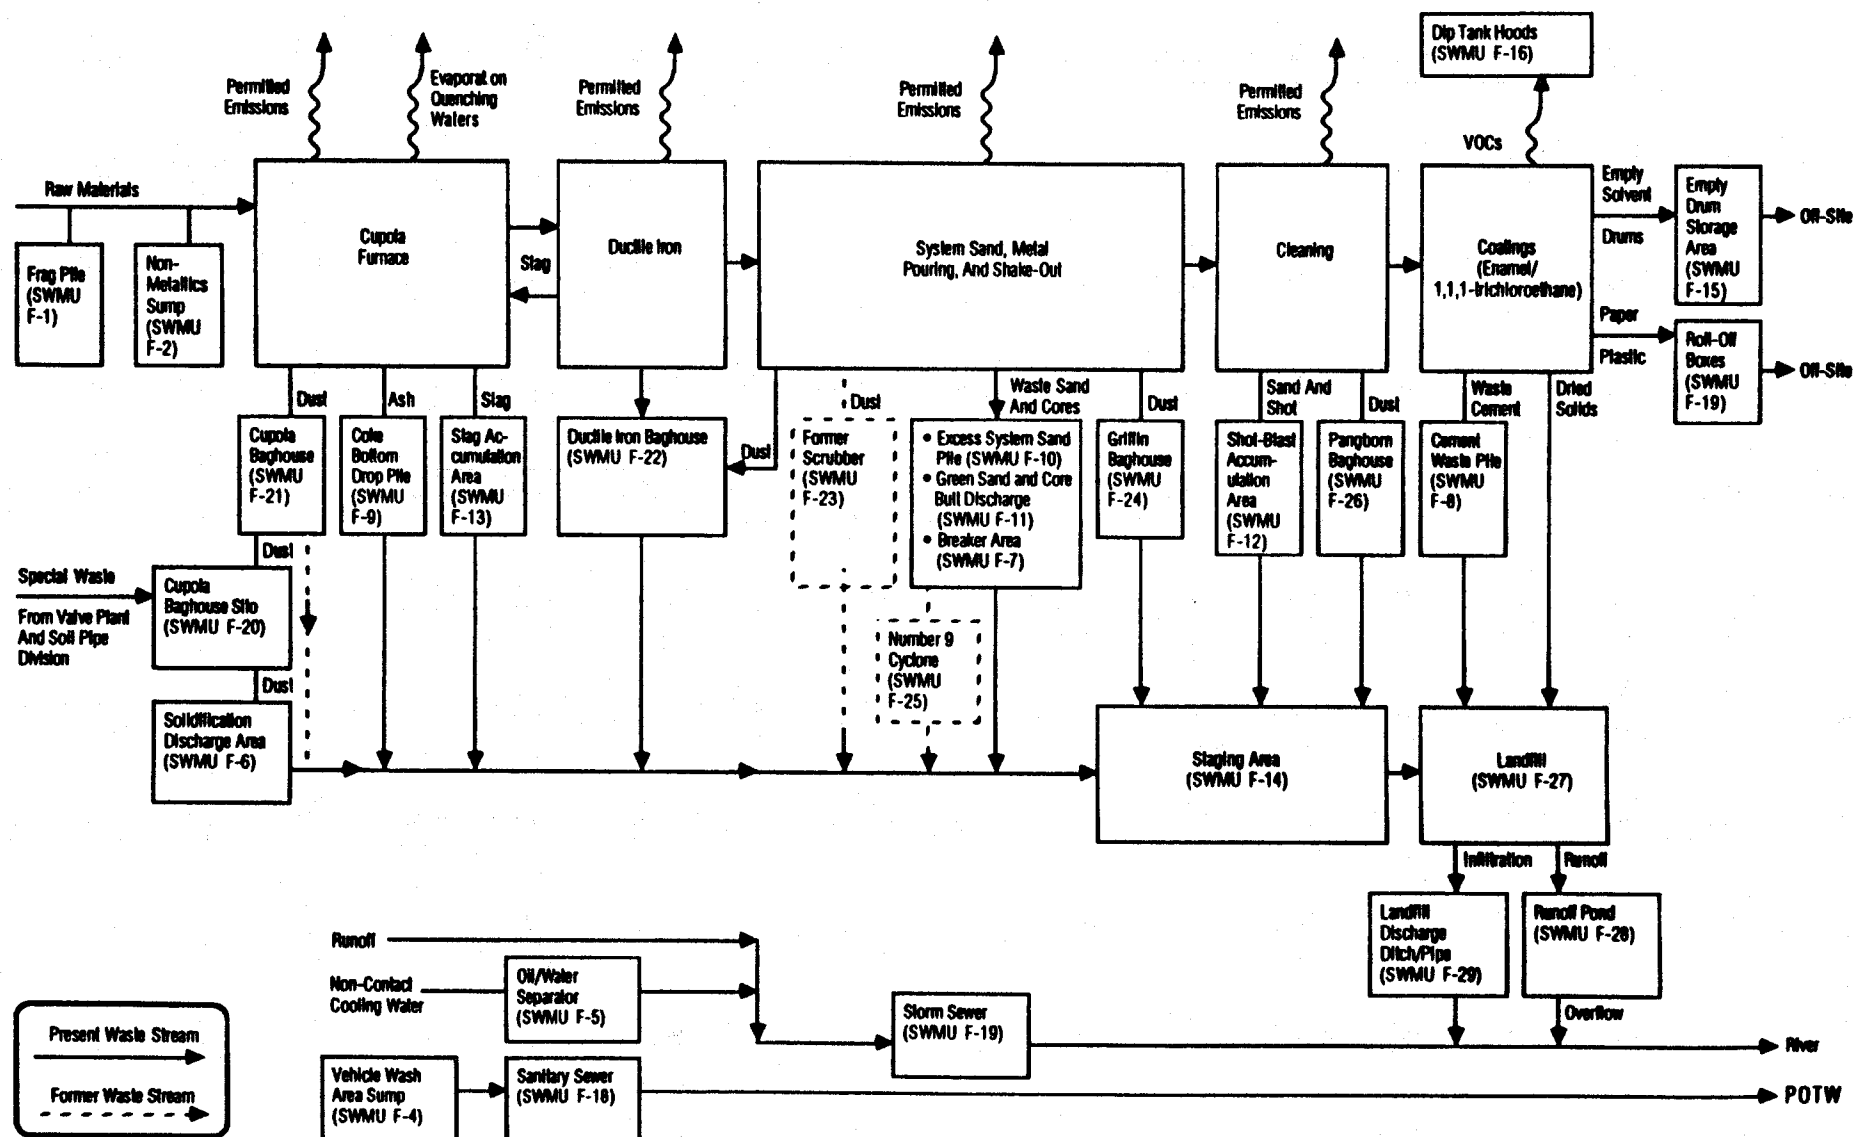 Dip Tank Hoods
(SWMU F-16)
Permitted
Emissions
Evaporation
Quenching
Waters
Permitted
Emissions
Permitted
Emissions
Permitted
Emissions
VOCs
Raw Materials
Frag Pile
(SWMU
F-1)
Non-
Metallics
Sump
(SWMU
F-2)
Cupola
Furnace
Slag
Ductile Iron
System Sand, Metal
Pouring, And Shake-Out
Cleaning
Coatings
(Enamel/
1,1,1-trichloroethane)
Empty
Solvent
Drums
Empty
Drum
Storage
Area
(SWMU
F-15)
Off-Site
Paper
Plastic
Roll-Off
Boxes
(SWMU
F-19)
Off-Site
Dust
Ash
Slag
Dust
Dust
Waste Sand
And Cores
Dust
Sand And
Shot
Dust
Waste
Cement
Dried
Solids
Cupola
Baghouse
(SWMU
F-21)
Coke
Bottom
Drop Pile
(SWMU
F-9)
Slag Ac-
cumulation
Area
(SWMU
F-13)
Ductile Iron Baghouse
(SWMU F-22)
Former
Scrubber
(SWMU
F-23)
• Excess System Sand
Pile (SWMU F-10)
• Green Sand and Core
Butt Discharge
(SWMU F-11)
• Breaker Area
(SWMU F-7)
Griffin
Baghouse
(SWMU
F-24)
Shot-Blast
Accum-
ulation
Area
(SWMU
F-12)
Pangborn
Baghouse
(SWMU
F-26)
Cement
Waste Pile
(SWMU
F-8)
Dust
Special Waste
From Valve Plant
And Soil Pipe
Division
Cupola
Baghouse Silo
(SWMU F-20)
Dust
Solidification
Discharge Area
(SWMU F-6)
Number 9
Cyclone
(SWMU
F-25)
Staging Area
(SWMU F-14)
Landfill
(SWMU F-27)
Infiltration
Runoff
Landfill
Discharge
Ditch/Pipe
(SWMU F-29)
Runoff Pond
(SWMU F-28)
Overflow
Runoff
Non-Contact
Cooling Water
Oil/Water
Separator
(SWMU F-5)
Storm Sewer
(SWMU F-19)
River
Vehicle Wash
Area Sump
(SWMU F-4)
Sanitary Sewer
(SWMU F-18)
POTW
Present Waste Stream
Former Waste Stream